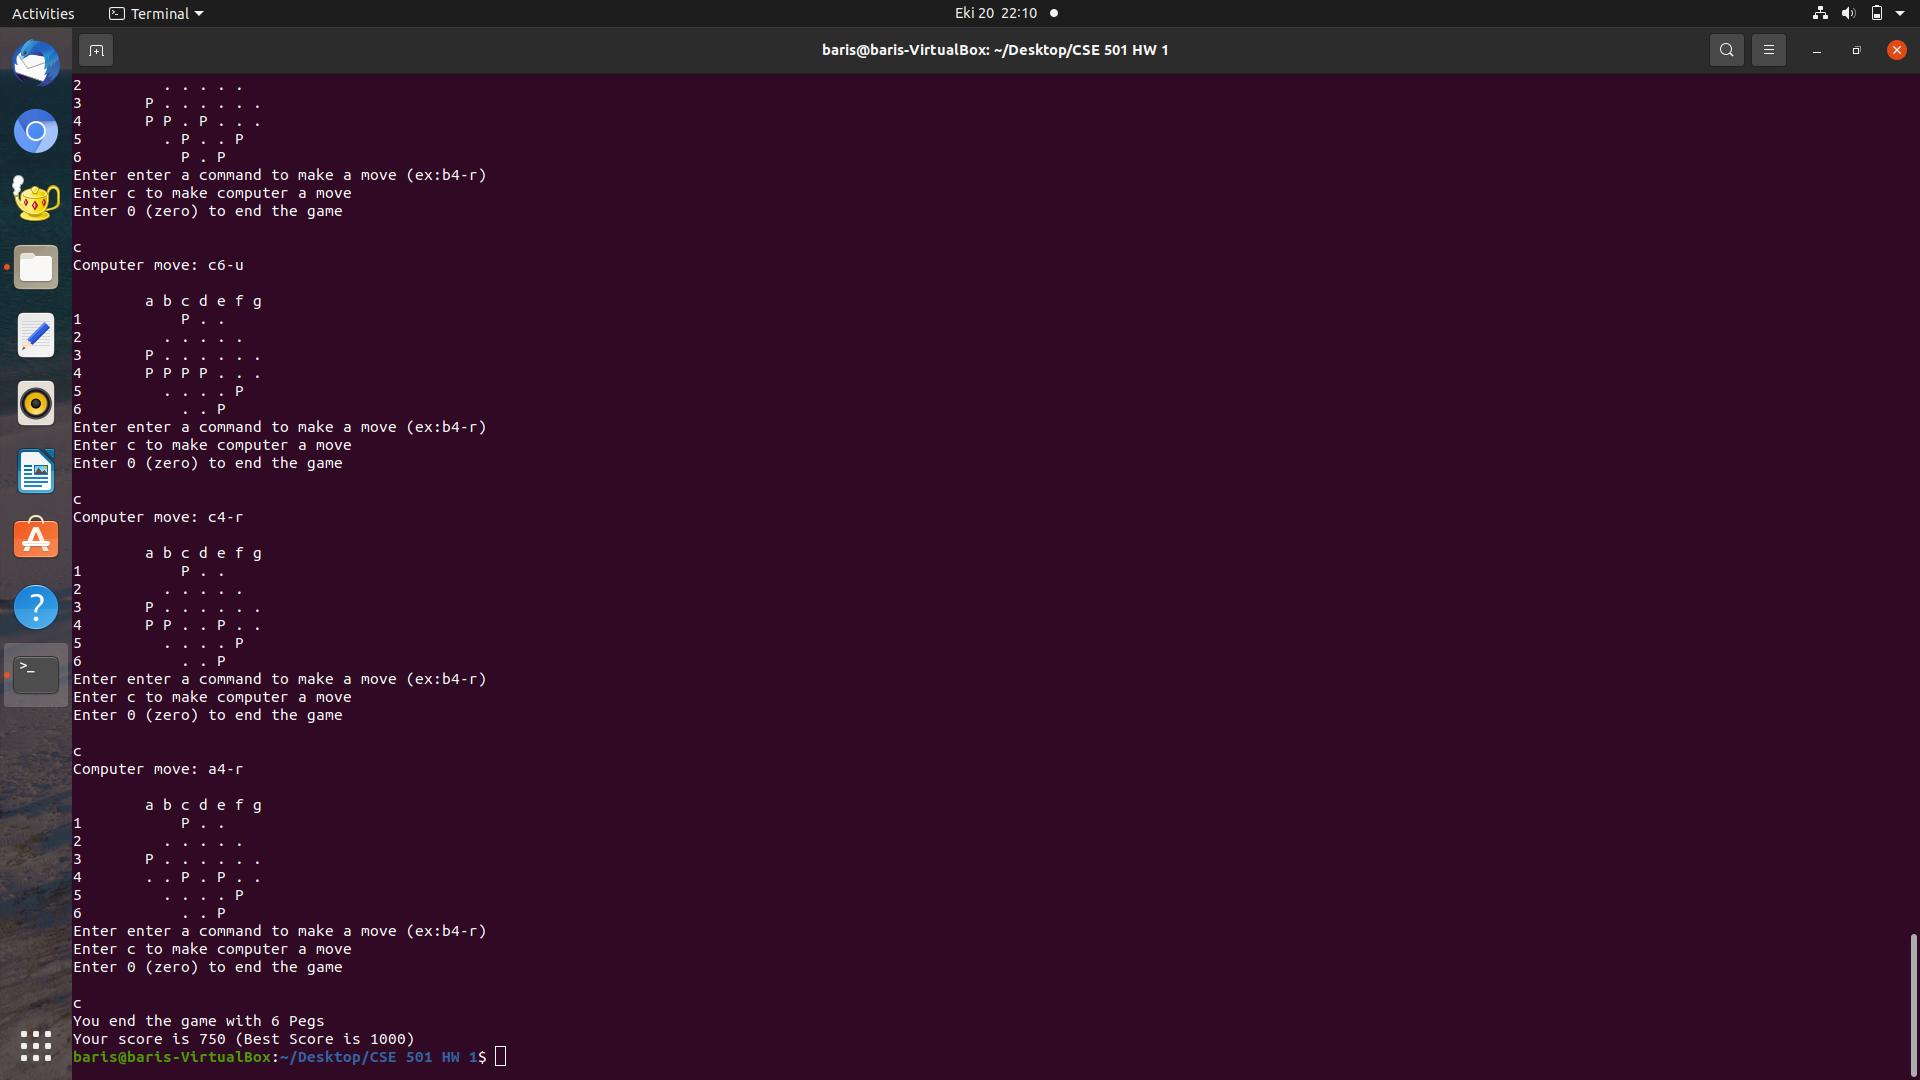 Activities Terminal Eki 20 22:10
baris@baris-VirtualBox: ~/Desktop/CSE 501 HW 1
2         . . . . .
3       P . . . . . .
4       P P . P . . .
5         . P . . P
6           P . P
Enter enter a command to make a move (ex:b4-r)
Enter c to make computer a move
Enter 0 (zero) to end the game
c
Computer move: c6-u
        a b c d e f g
1           P . .
2         . . . . .
3       P . . . . . .
4       P P P P . . .
5         . . . . P
6           . . P
Enter enter a command to make a move (ex:b4-r)
Enter c to make computer a move
Enter 0 (zero) to end the game
c
Computer move: c4-r
        a b c d e f g
1           P . .
2         . . . . .
3       P . . . . . .
4       P P . . P . .
5         . . . . P
6           . . P
Enter enter a command to make a move (ex:b4-r)
Enter c to make computer a move
Enter 0 (zero) to end the game
c
Computer move: a4-r
        a b c d e f g
1           P . .
2         . . . . .
3       P . . . . . .
4       . . P . P . .
5         . . . . P
6           . . P
Enter enter a command to make a move (ex:b4-r)
Enter c to make computer a move
Enter 0 (zero) to end the game
c
You end the game with 6 Pegs
Your score is 750 (Best Score is 1000)
baris@baris-VirtualBox:~/Desktop/CSE 501 HW 1$